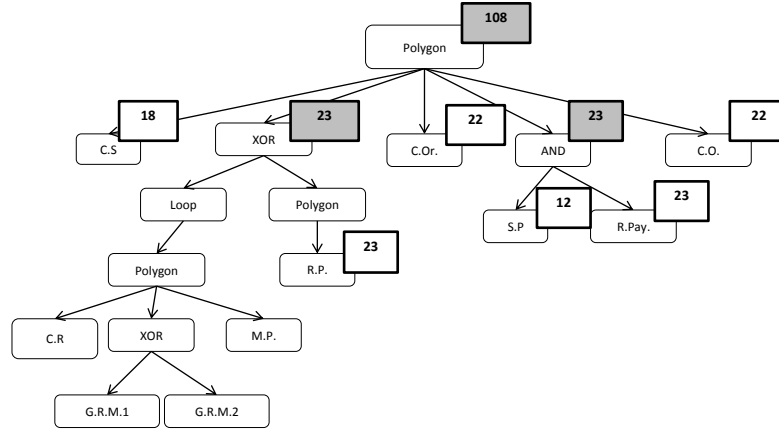 108
Polygon
18
23
22
23
22
C.S
XOR
C.Or.
AND
C.O.
Loop
Polygon
12
23
S.P
R.Pay.
23
Polygon
R.P.
C.R
XOR
M.P.
G.R.M.1
G.R.M.2